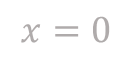 x = 0